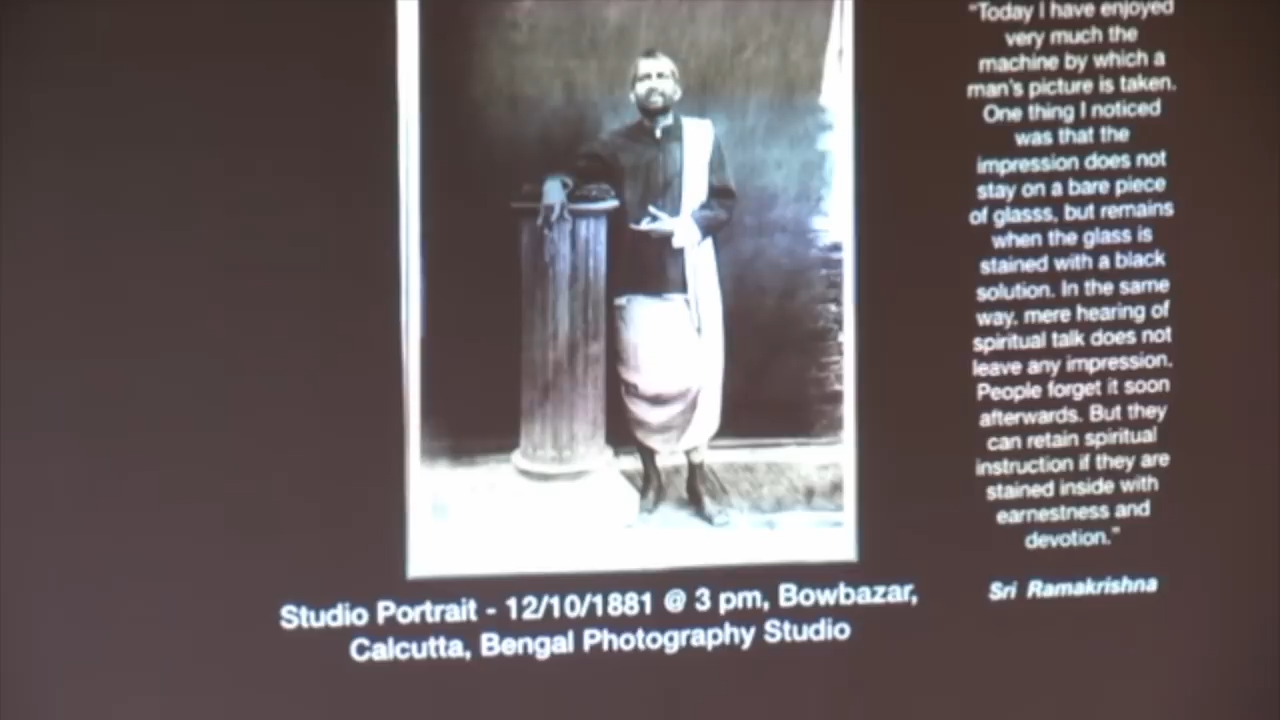 "Today I have enjoyed
very much the
machine by which a
man's picture is taken.
One thing I noticed
was that the
impression does not
stay on a bare piece
of glasss, but remains
when the glass is
stained with a black
solution. In the same
way, mere hearing of
spiritual talk does not
leave any impression.
People forget it soon
afterwards. But they
can retain spiritual
instruction if they are
stained inside with
earnestness and
devotion."
Sri Ramakrishna
Studio Portrait - 12/10/1881 @ 3 pm, Bowbazar,
Calcutta, Bengal Photography Studio